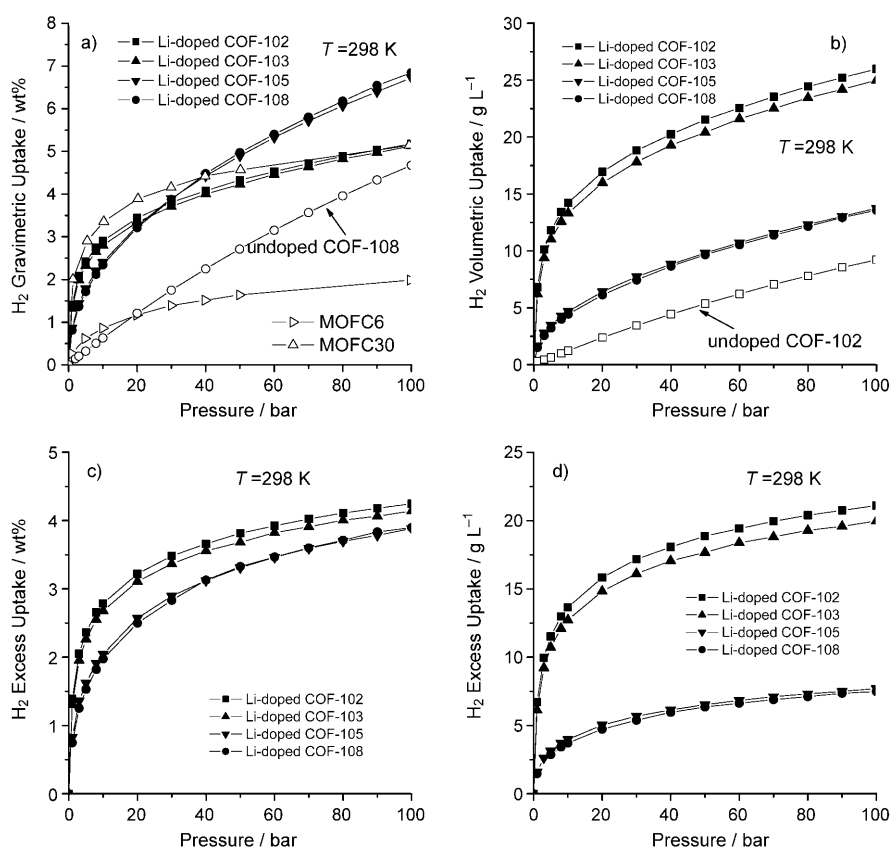 a)
T =298 K
Li-doped COF-102
Li-doped COF-103
Li-doped COF-105
Li-doped COF-108
undoped COF-108
MOFC6
MOFC30
H2 Gravimetric Uptake / wt%
8
7
6
5
4
3
2
1
0
0 20 40 60 80 100
Pressure / bar
b)
Li-doped COF-102
Li-doped COF-103
Li-doped COF-105
Li-doped COF-108
T =298 K
undoped COF-102
H2 Volumetric Uptake / g L−1
30
25
20
15
10
5
0
0 20 40 60 80 100
Pressure / bar
c)
T =298 K
Li-doped COF-102
Li-doped COF-103
Li-doped COF-105
Li-doped COF-108
H2 Excess Uptake / wt%
5
4
3
2
1
0
0 20 40 60 80 100
Pressure / bar
d)
T =298 K
Li-doped COF-102
Li-doped COF-103
Li-doped COF-105
Li-doped COF-108
H2 Excess Uptake / g L−1
25
20
15
10
5
0
0 20 40 60 80 100
Pressure / bar